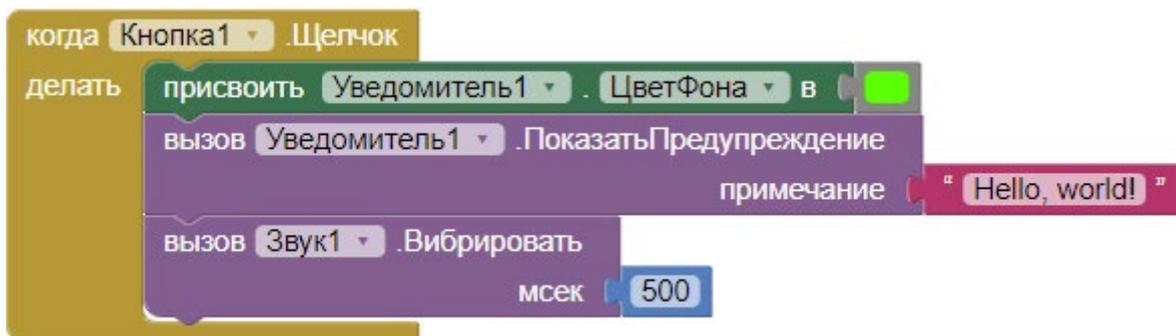 когда Кнопка1 .Щелчок
делать присвоить Уведомитель1 . ЦветФона в
вызов Уведомитель1 .ПоказатьПредупреждение
примечание “ Hello, world! ”
вызов Звук1 .Вибрировать
мсек 500